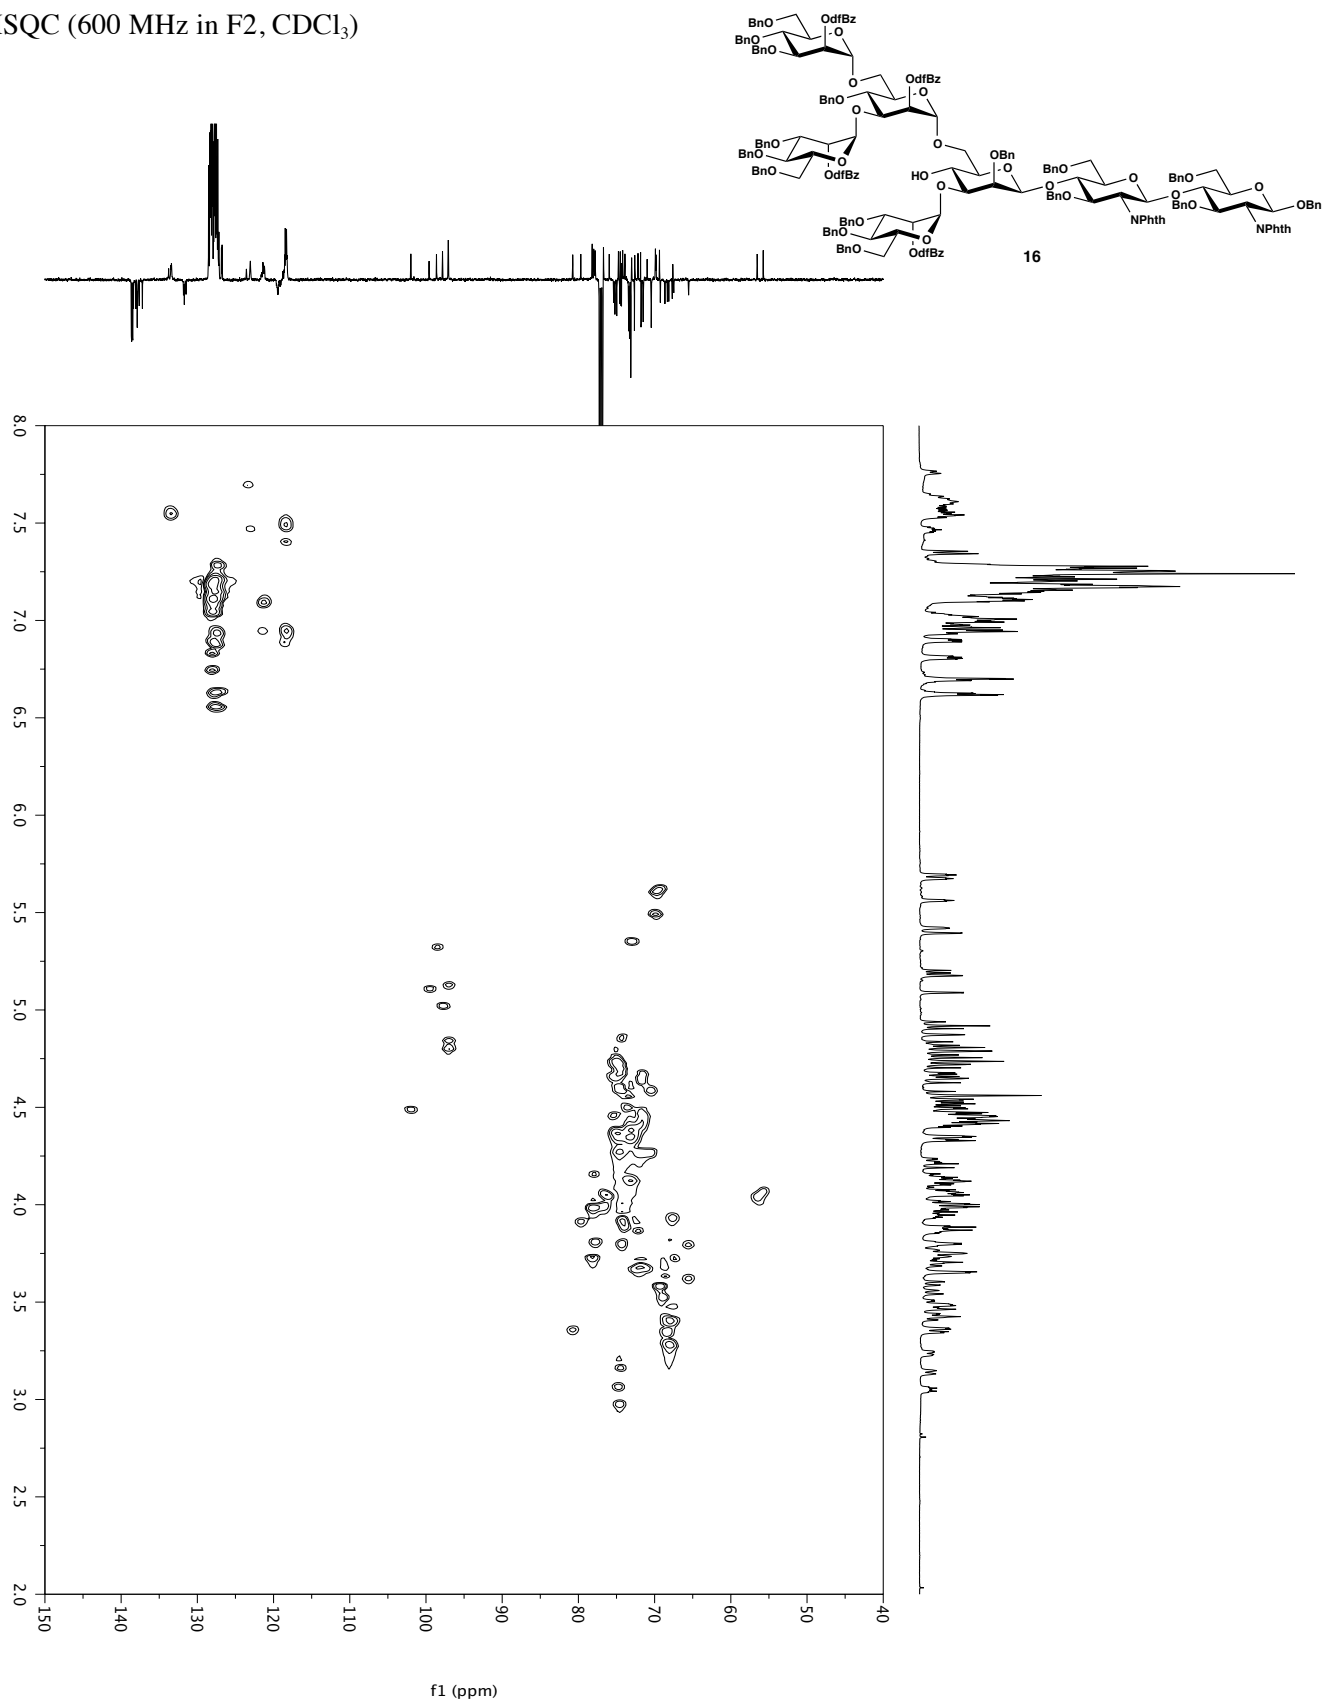 HSQC (600 MHz in F2, CDCl₃)
BnO
OdfBz
BnO
BnO
O
O
O
OdfBz
BnO
O
O
BnO
BnO
O
BnO
OdfBz
O
OBn
HO
O
O
O
BnO
O
BnO
NPhth
BnO
O
O
OBn
BnO
NPhth
BnO
BnO
BnO
O
OdfBz
16
8.0
7.5
7.0
6.5
6.0
5.5
5.0
4.5
4.0
3.5
3.0
2.5
2.0
150
140
130
120
110
100
90
80
70
60
50
40
f1 (ppm)